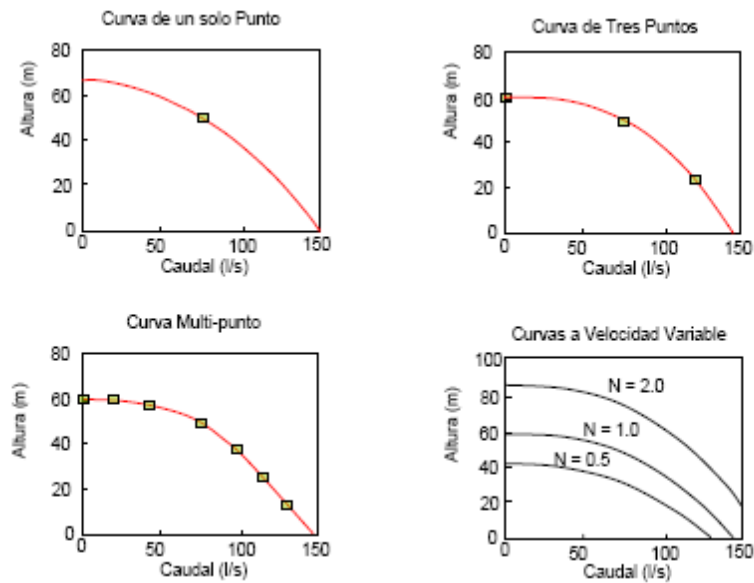 Curva de un solo Punto
Altura (m)
80
60
40
20
0
0 50 100 150
Caudal (l/s)
Curva de Tres Puntos
Altura (m)
80
60
40
20
0
0 50 100 150
Caudal (l/s)
Curva Multi-punto
Altura (m)
80
60
40
20
0
0 50 100 150
Caudal (l/s)
Curvas a Velocidad Variable
Altura (m)
100
80
60
40
20
0
N = 2.0
N = 1.0
N = 0.5
0 50 100 150
Caudal (l/s)